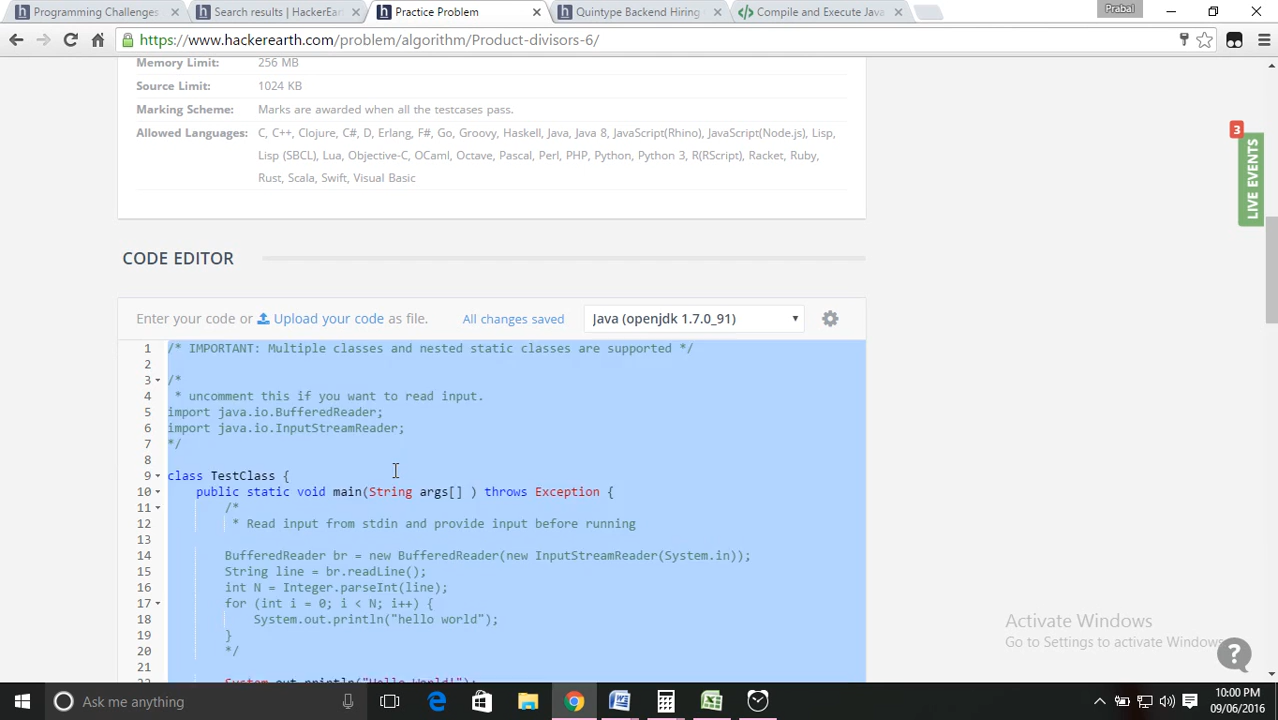 Programming Challenges
Search results | HackerEar
Practice Problem
Quintype Backend Hiring
Compile and Execute Java
Prabal
https://www.hackerearth.com/problem/algorithm/Product-divisors-6/
Memory Limit: 256 MB
Source Limit: 1024 KB
Marking Scheme: Marks are awarded when all the testcases pass.
Allowed Languages: C, C++, Clojure, C#, D, Erlang, F#, Go, Groovy, Haskell, Java, Java 8, JavaScript(Rhino), JavaScript(Node.js), Lisp,
Lisp (SBCL), Lua, Objective-C, OCaml, Octave, Pascal, Perl, PHP, Python, Python 3, R(RScript), Racket, Ruby,
Rust, Scala, Swift, Visual Basic
3
LIVE EVENTS
CODE EDITOR
Enter your code or Upload your code as file. All changes saved Java (openjdk 1.7.0_91)
1 /* IMPORTANT: Multiple classes and nested static classes are supported */
2
3 /*
4 * uncomment this if you want to read input.
5 import java.io.BufferedReader;
6 import java.io.InputStreamReader;
7 */
8
9 class TestClass {
10 public static void main(String args[] ) throws Exception {
11 /*
12 * Read input from stdin and provide input before running
13
14 BufferedReader br = new BufferedReader(new InputStreamReader(System.in));
15 String line = br.readLine();
16 int N = Integer.parseInt(line);
17 for (int i = 0; i < N; i++) {
18 System.out.println("hello world");
19 }
20 */
21
22 System.out.println("Hello World!");
Activate Windows
Go to Settings to activate Windows.
?
Ask me anything
10:00 PM
09/06/2016